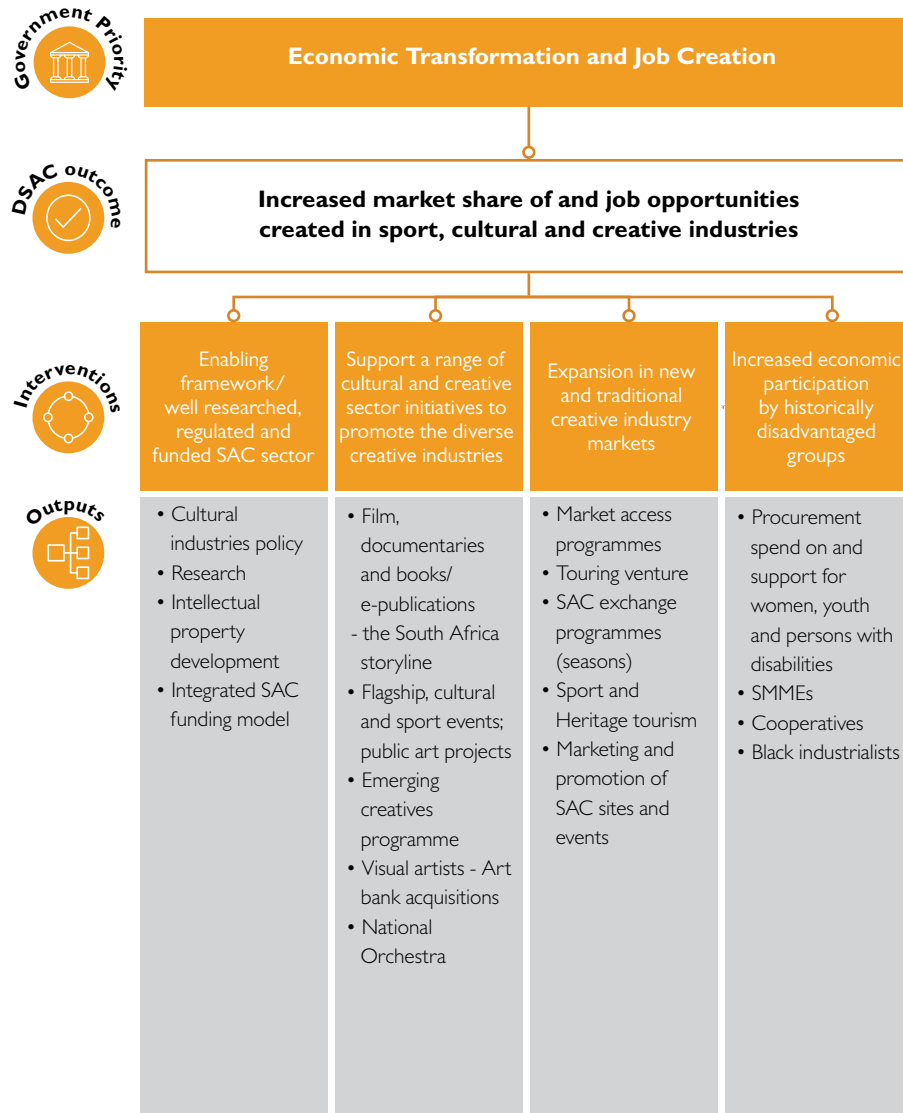 Government Priority
Economic Transformation and Job Creation
DSAC outcome
Increased market share of and job opportunities
created in sport, cultural and creative industries
Interventions
Enabling
framework/
well researched,
regulated and
funded SAC sector
Support a range of
cultural and creative
sector initiatives to
promote the diverse
creative industries
Expansion in new
and traditional
creative industry
markets
Increased economic
participation
by historically
disadvantaged
groups
Outputs
• Cultural
industries policy
• Research
• Intellectual
property
development
• Integrated SAC
funding model
• Film,
documentaries
and books/
e-publications
- the South Africa
storyline
• Flagship, cultural
and sport events;
public art projects
• Emerging
creatives
programme
• Visual artists - Art
bank acquisitions
• National
Orchestra
• Market access
programmes
• Touring venture
• SAC exchange
programmes
(seasons)
• Sport and
Heritage tourism
• Marketing and
promotion of
SAC sites and
events
• Procurement
spend on and
support for
women, youth
and persons with
disabilities
• SMMEs
• Cooperatives
• Black industrialists